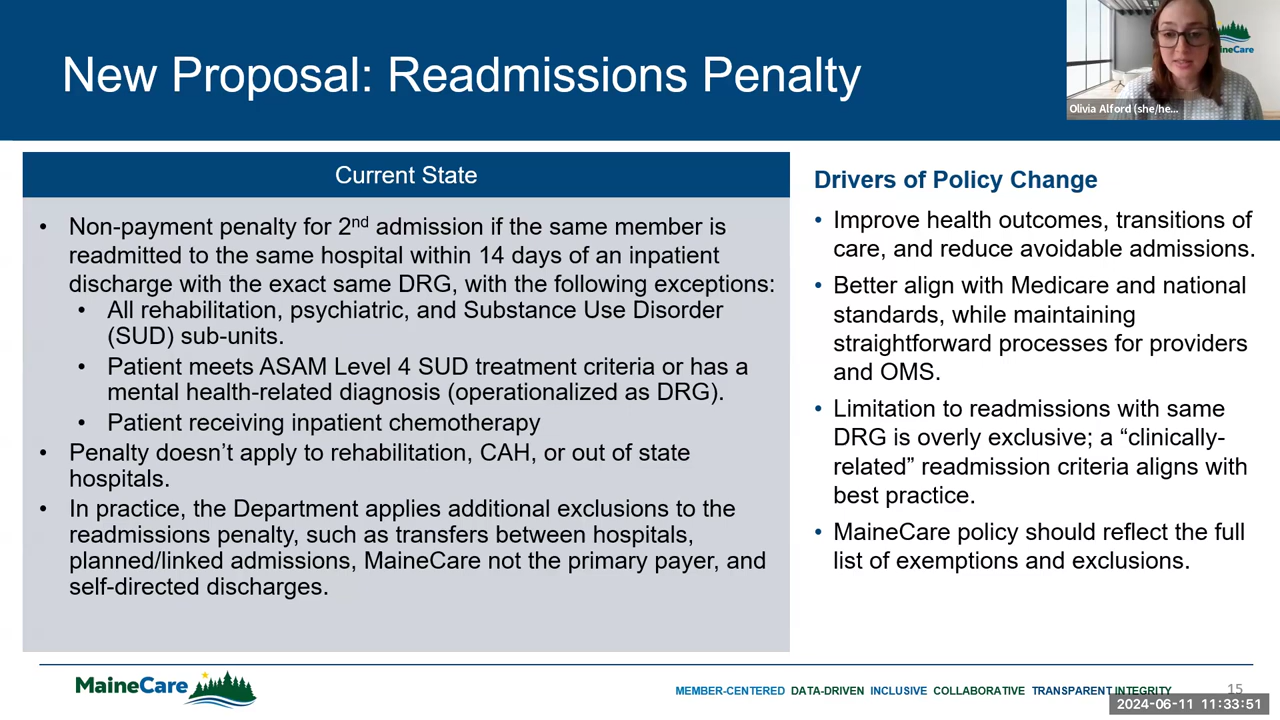 New Proposal: Readmissions Penalty
ineCare
Olivia Alford (she/he...
Current State
• Non-payment penalty for 2nd admission if the same member is
readmitted to the same hospital within 14 days of an inpatient
discharge with the exact same DRG, with the following exceptions:
• All rehabilitation, psychiatric, and Substance Use Disorder
(SUD) sub-units.
• Patient meets ASAM Level 4 SUD treatment criteria or has a
mental health-related diagnosis (operationalized as DRG).
• Patient receiving inpatient chemotherapy
• Penalty doesn’t apply to rehabilitation, CAH, or out of state
hospitals.
• In practice, the Department applies additional exclusions to the
readmissions penalty, such as transfers between hospitals,
planned/linked admissions, MaineCare not the primary payer, and
self-directed discharges.
Drivers of Policy Change
• Improve health outcomes, transitions of
care, and reduce avoidable admissions.
• Better align with Medicare and national
standards, while maintaining
straightforward processes for providers
and OMS.
• Limitation to readmissions with same
DRG is overly exclusive; a “clinically-
related” readmission criteria aligns with
best practice.
• MaineCare policy should reflect the full
list of exemptions and exclusions.
MaineCare
MEMBER-CENTERED DATA-DRIVEN INCLUSIVE COLLABORATIVE TRANSPARENT INTEGRITY
15
2024-06-11 11:33:51